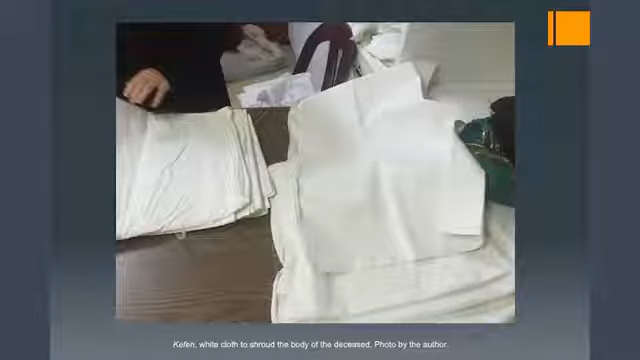 Kefen, white cloth to shroud the body of the deceased. Photo by the author.